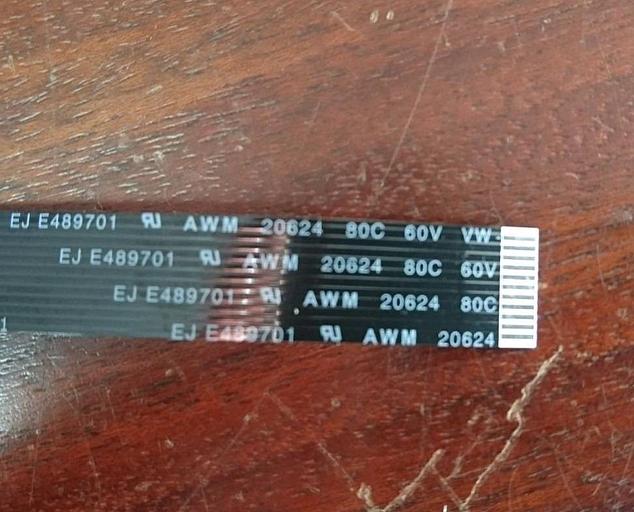 EJ E489701 AWM 20624 80C 60V VW-
EJ E489701 AWM 20624 80C 60V
EJ E489701 AWM 20624 80C
1 EJ E489701 AWM 20624